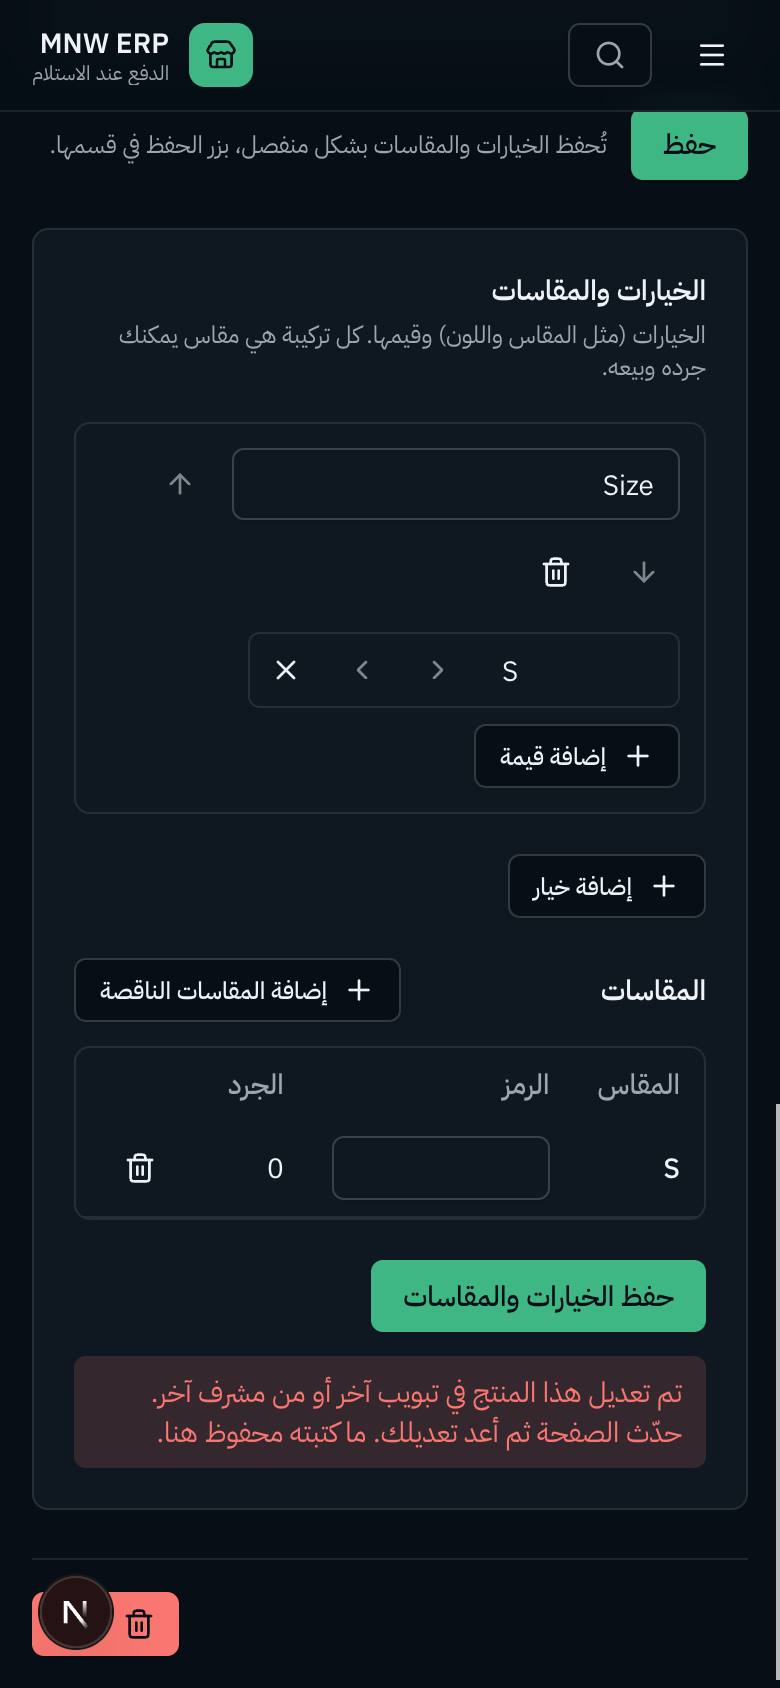 MNW ERP
الدفع عند الاستلام
حفظ
تُحفظ الخيارات والمقاسات بشكل منفصل، بزر الحفظ في قسمها.
الخيارات والمقاسات
الخيارات (مثل المقاس واللون) وقيمها. كل تركيبة هي مقاس يمكنك
جرده وبيعه.
Size
S
إضافة قيمة
إضافة خيار
المقاسات
إضافة المقاسات الناقصة
المقاس الرمز الجرد
S 0
حفظ الخيارات والمقاسات
تم تعديل هذا المنتج في تبويب آخر أو من مشرف آخر.
حدّث الصفحة ثم أعد تعديلك. ما كتبته محفوظ هنا.
N